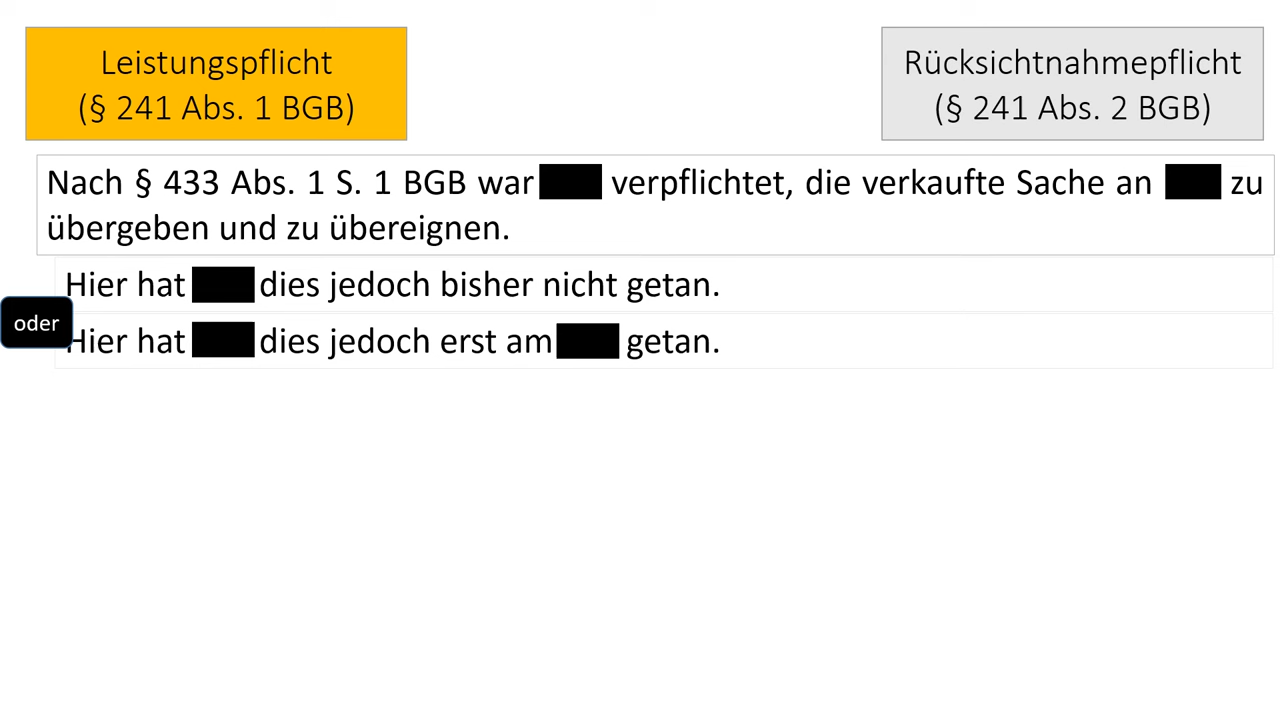 Leistungspflicht
(§ 241 Abs. 1 BGB)
Rücksichtnahmepflicht
(§ 241 Abs. 2 BGB)
Nach § 433 Abs. 1 S. 1 BGB war verpflichtet, die verkaufte Sache an zu
übergeben und zu übereignen.
Hier hat dies jedoch bisher nicht getan.
oder
Hier hat dies jedoch erst am getan.